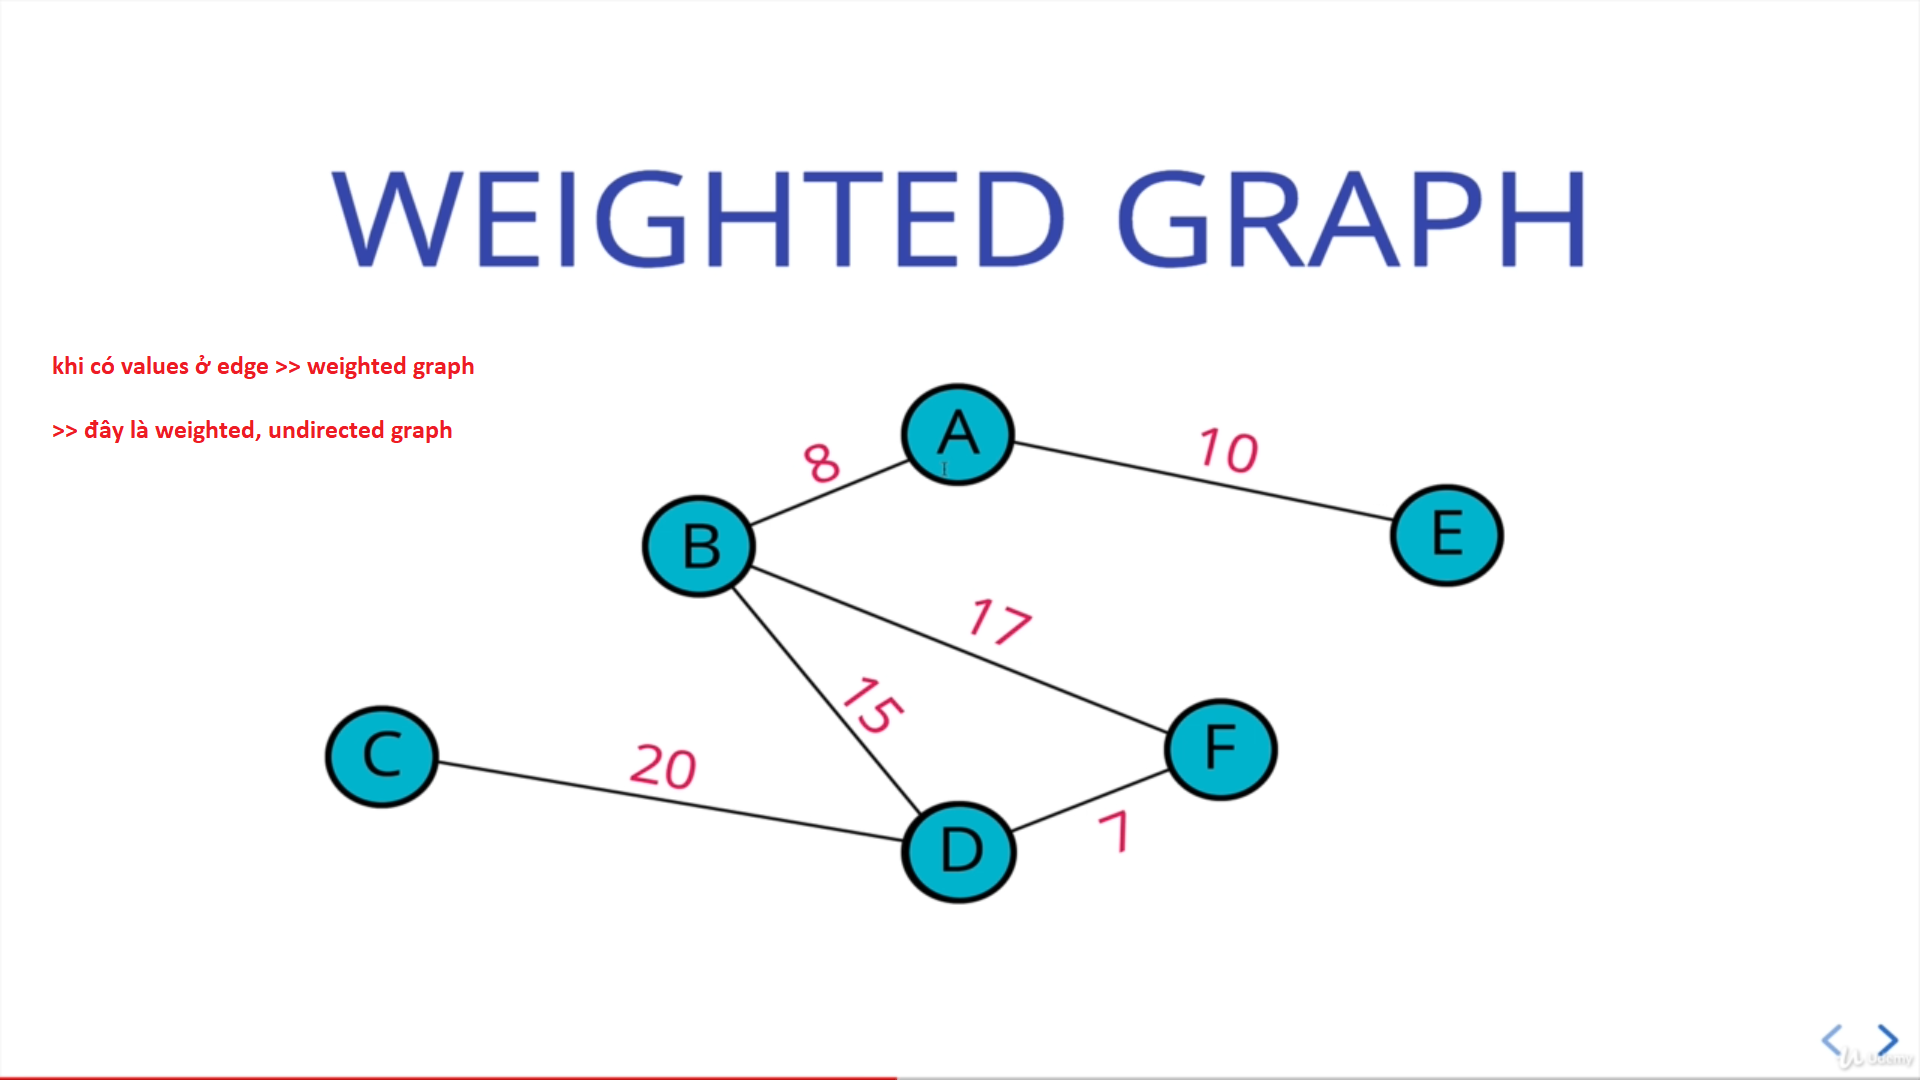 WEIGHTED GRAPH
khi có values ở edge >> weighted graph
>> đây là weighted, undirected graph
A
8
10
E
B
17
15
F
C
20
7
D
Udemy